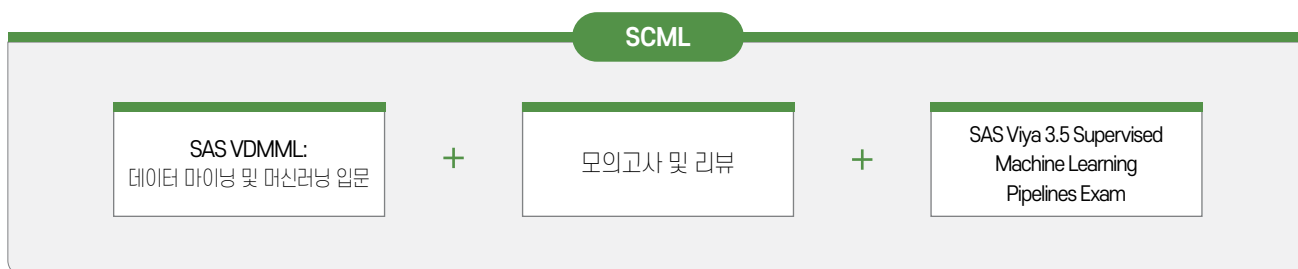 SCML
SAS VDMML:
데이터 마이닝 및 머신러닝 입문
+
모의고사 및 리뷰
+
SAS Viya 3.5 Supervised
Machine Learning
Pipelines Exam